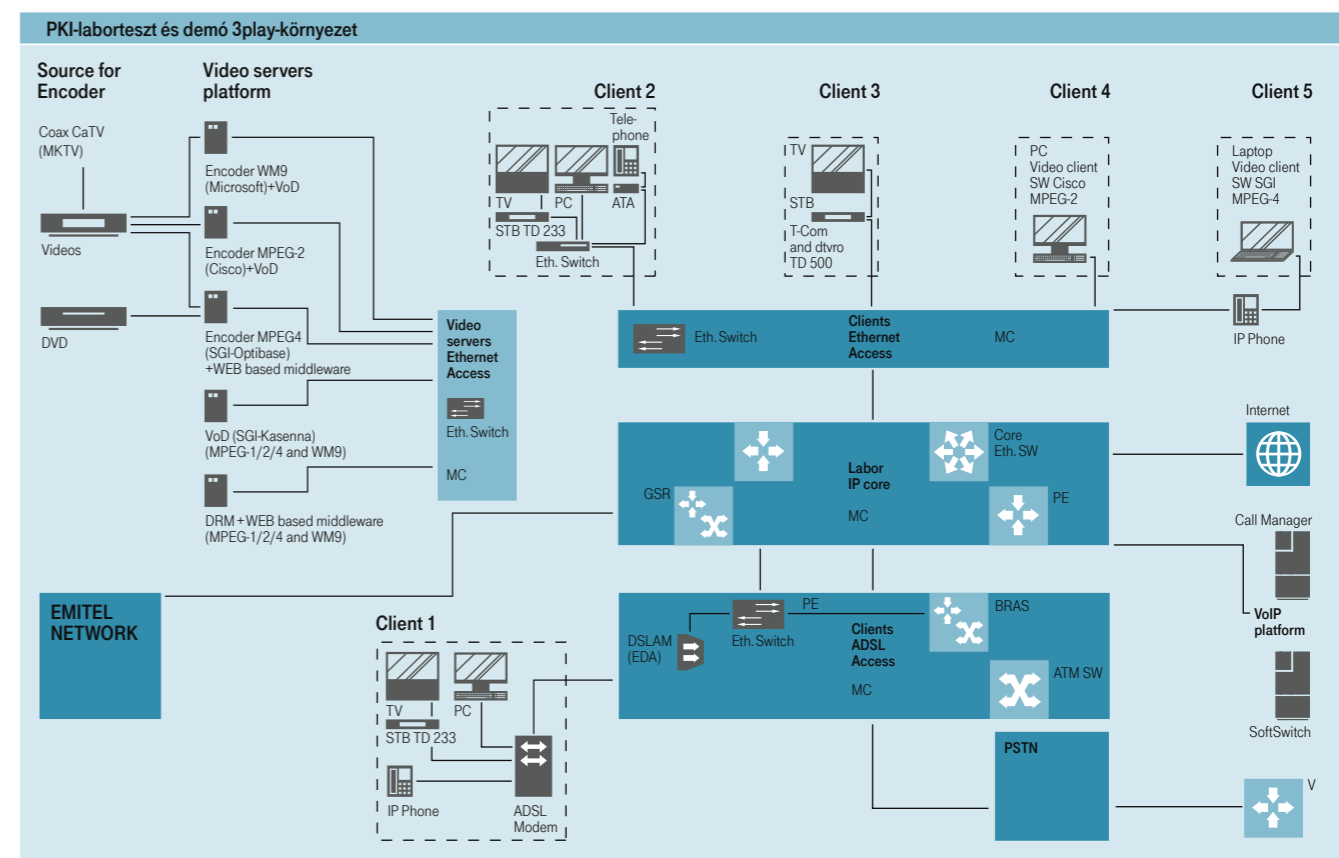 PKI-laborteszt és demó 3play-környezet
Source for
Encoder
Video servers
platform
Coax CaTV
(MKTV)
Videos
DVD
Encoder WM9
(Microsoft)+VoD
Encoder MPEG-2
(Cisco)+VoD
Encoder MPEG4
(SGI-Optibase)
+WEB based middleware
VoD (SGI-Kasenna)
(MPEG-1/2/4 and WM9)
DRM+WEB based middleware
(MPEG-1/2/4 and WM9)
Video
servers
Ethernet
Access
Eth. Switch
MC
Client 2
Tele-
phone
TV
PC
ATA
STB TD 233
Eth. Switch
Client 3
TV
STB
T-Com
and dtvro
TD 500
Client 4
PC
Video client
SW Cisco
MPEG-2
Client 5
Laptop
Video client
SW SGI
MPEG-4
IP Phone
Eth. Switch
Clients
Ethernet
Access
MC
Internet
GSR
Labor
IP core
MC
Core
Eth. SW
PE
Call Manager
VoIP
platform
SoftSwitch
EMITEL
NETWORK
Client 1
TV
PC
STB TD 233
IP Phone
ADSL
Modem
DSLAM
(EDA)
Eth. Switch
PE
Clients
ADSL
Access
MC
BRAS
ATM SW
PSTN
V